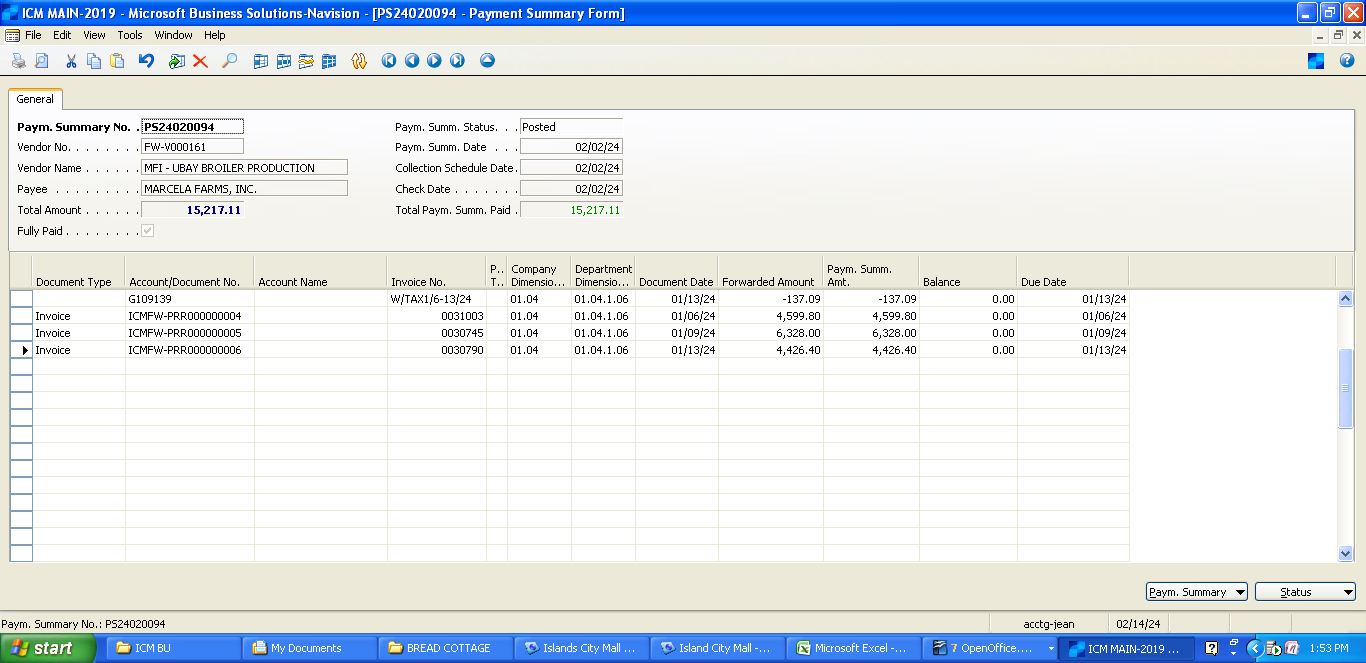 ICM MAIN-2019 - Microsoft Business Solutions-Navision - [PS24020094 - Payment Summary Form]
File Edit View Tools Window Help
General
Paym. Summary No. . PS24020094 Paym. Summ. Status. . . Posted
Vendor No. . . . . . . . FW-V000161 Paym. Summ. Date . . . 02/02/24
Vendor Name . . . . . . MFI - UBAY BROILER PRODUCTION Collection Schedule Date. 02/02/24
Payee . . . . . . . . . MARCELA FARMS, INC. Check Date . . . . . . . 02/02/24
Total Amount . . . . . . 15,217.11 Total Paym. Summ. Paid . 15,217.11
Fully Paid . . . . . . . .
Document Type Account/Document No. Account Name Invoice No. P.. T.. Company Dimensio... Department Dimensio... Document Date Forwarded Amount Paym. Summ. Amt. Balance Due Date
G109139 W/TAX1/6-13/24 01.04 01.04.1.06 01/13/24 -137.09 -137.09 0.00 01/13/24
Invoice ICMFW-PRR000000004 0031003 01.04 01.04.1.06 01/06/24 4,599.80 4,599.80 0.00 01/06/24
Invoice ICMFW-PRR000000005 0030745 01.04 01.04.1.06 01/09/24 6,328.00 6,328.00 0.00 01/09/24
Invoice ICMFW-PRR000000006 0030790 01.04 01.04.1.06 01/13/24 4,426.40 4,426.40 0.00 01/13/24
Paym. Summary Status
Paym. Summary No.: PS24020094 acctg-jean 02/14/24
start ICM BU My Documents BREAD COTTAGE Islands City Mall ... Island City Mall -... Microsoft Excel -... 7 OpenOffice.... ICM MAIN-2019 ... 1:53 PM